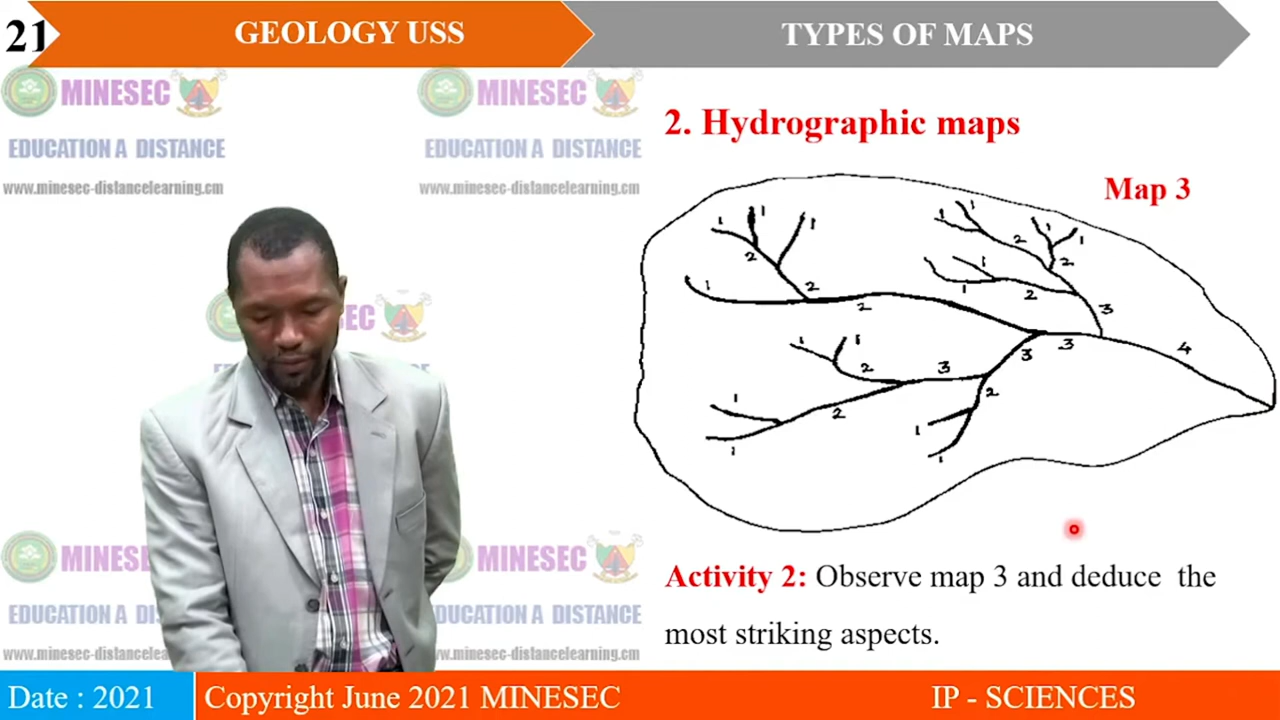 21
GEOLOGY USS
TYPES OF MAPS
MINESEC
MINESEC
EDUCATION A DISTANCE
EDUCATION A DISTANCE
www.minesec-distancelearning.cm
www.minesec-distancelearning.cm
2. Hydrographic maps
Map 3
1 1 1
2
1 2
2
1 1
2
1 1
2
1
1 2
3
3
3
4
1 1
2
3
1
2
1
2
1
1
Activity 2: Observe map 3 and deduce the
most striking aspects.
MINESEC
MINESEC
EDUCATION A DISTANCE
www.minesec-distancelearning.cm
Date : 2021
Copyright June 2021 MINESEC
IP - SCIENCES